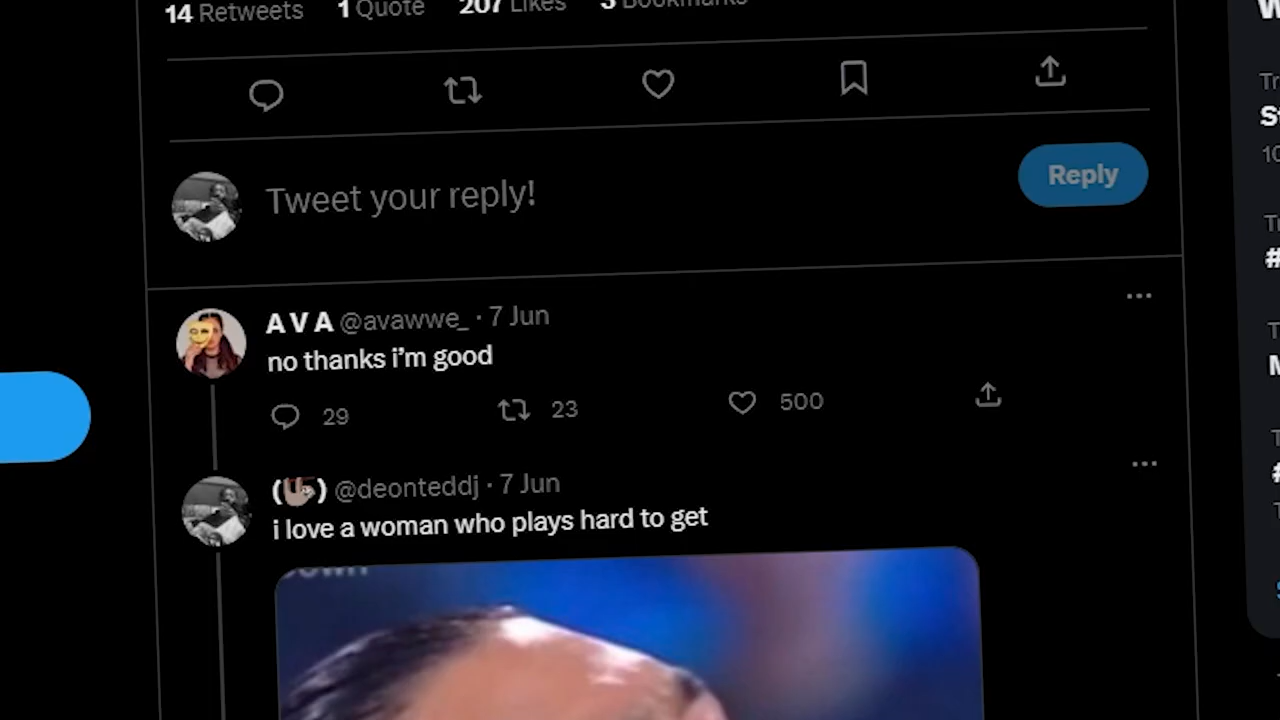 14 Retweets 1 Quote 207 Likes 3 Bookmarks
Tweet your reply!
Reply
A V A @avawwe_ · 7 Jun
no thanks i'm good
29 23 500
@deonteddj · 7 Jun
i love a woman who plays hard to get